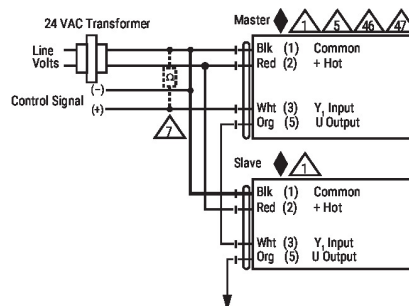 24 VAC Transformer
Line
Volts
Control Signal
(−)
(+)
7
Master
1
5
46
47
Blk (1) Common
Red (2) + Hot
Wht (3) Y, Input
Org (5) U Output
Slave
1
Blk (1) Common
Red (2) + Hot
Wht (3) Y, Input
Org (5) U Output